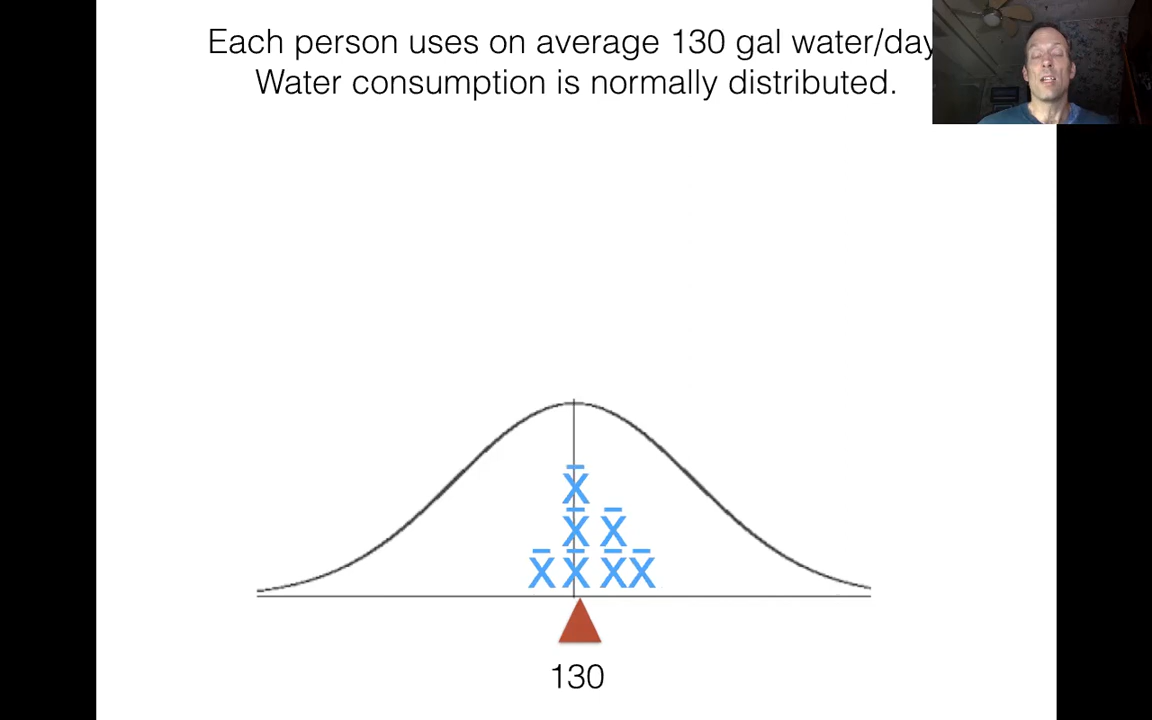 Each person uses on average 130 gal water/day
Water consumption is normally distributed.
x̄
x̄ x̄
x̄ x̄ x̄ x̄
130